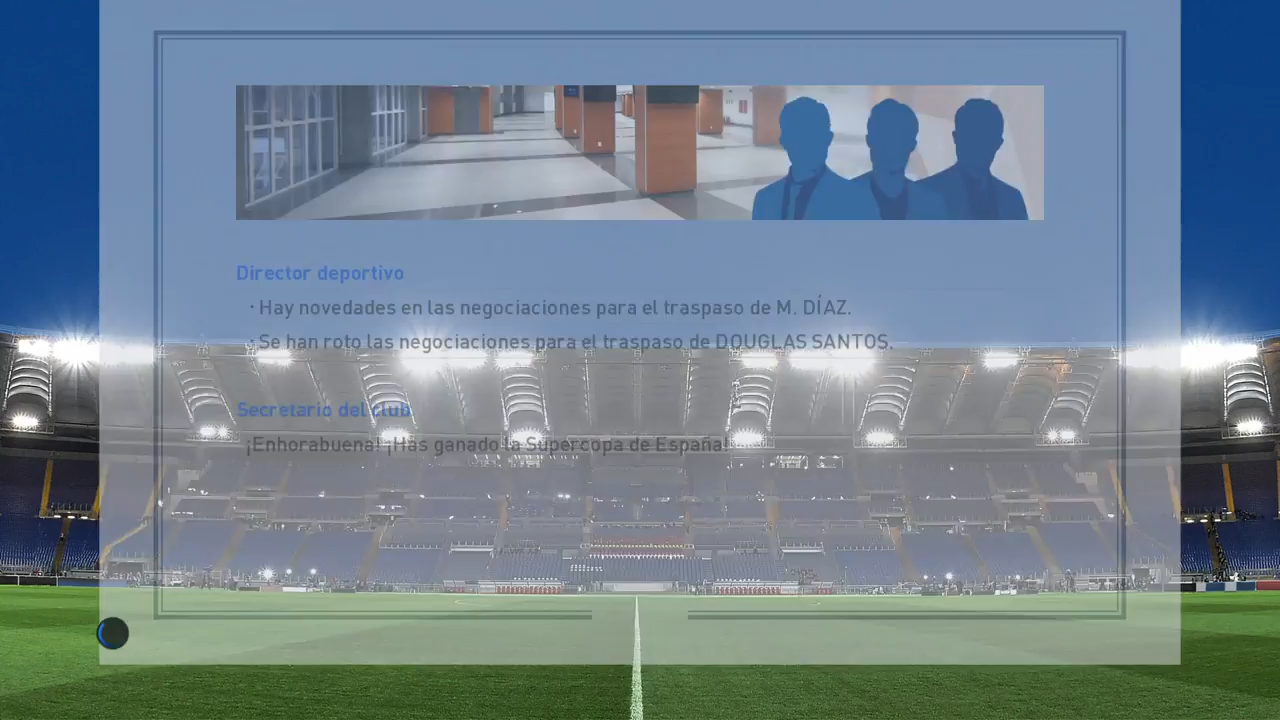 Director deportivo
· Hay novedades en las negociaciones para el traspaso de M. DÍAZ.
· Se han roto las negociaciones para el traspaso de DOUGLAS SANTOS.
Secretario del club
¡Enhorabuena! ¡Has ganado la Supercopa de España!